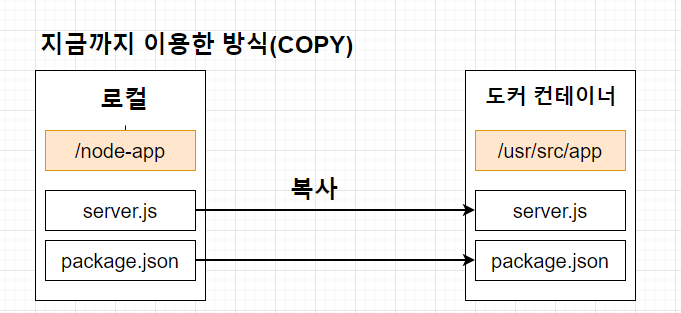 지금까지 이용한 방식(COPY)
로컬
/node-app
server.js
package.json
복사
도커 컨테이너
/usr/src/app
server.js
package.json